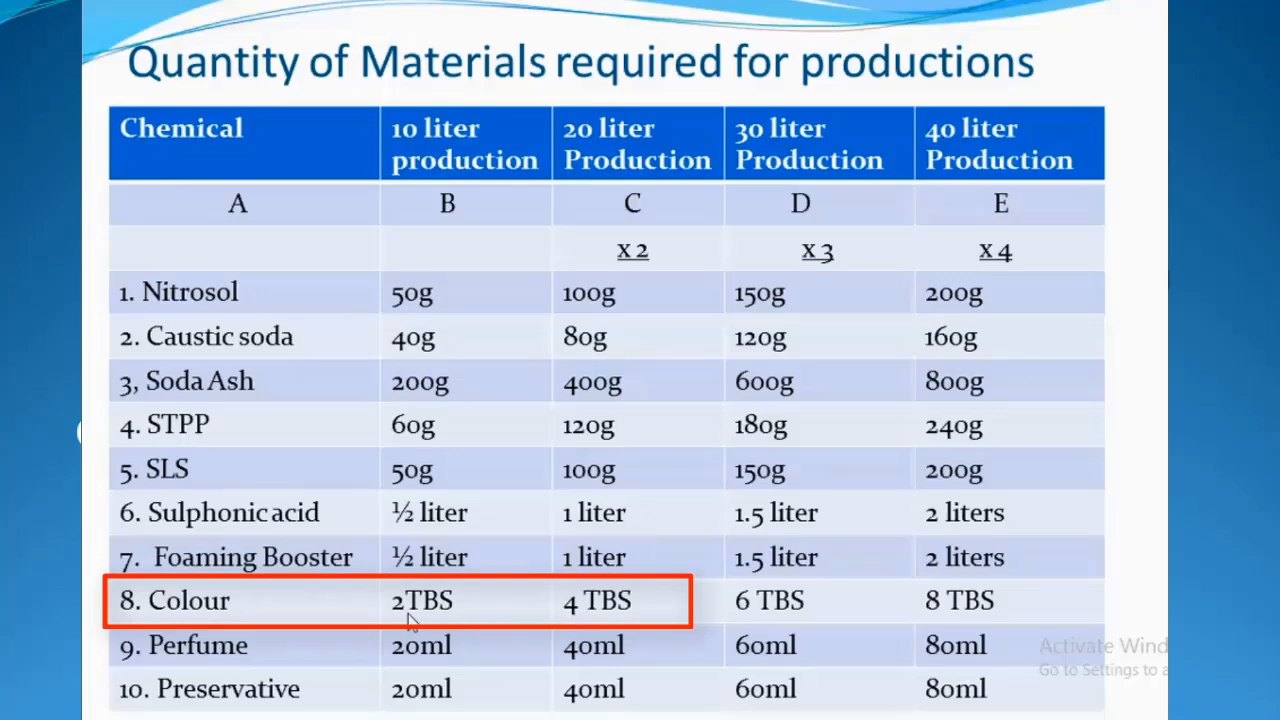 Quantity of Materials required for productions
Chemical 10 liter production 20 liter Production 30 liter Production 40 liter Production
A B C D E
x 2 x 3 x 4
1. Nitrosol 50g 100g 150g 200g
2. Caustic soda 40g 80g 120g 160g
3, Soda Ash 200g 400g 600g 800g
4. STPP 60g 120g 180g 240g
5. SLS 50g 100g 150g 200g
6. Sulphonic acid ½ liter 1 liter 1.5 liter 2 liters
7. Foaming Booster ½ liter 1 liter 1.5 liter 2 liters
8. Colour 2TBS 4 TBS 6 TBS 8 TBS
9. Perfume 20ml 40ml 60ml 80ml
10. Preservative 20ml 40ml 60ml 80ml
Activate Wind
Go to Settings to a